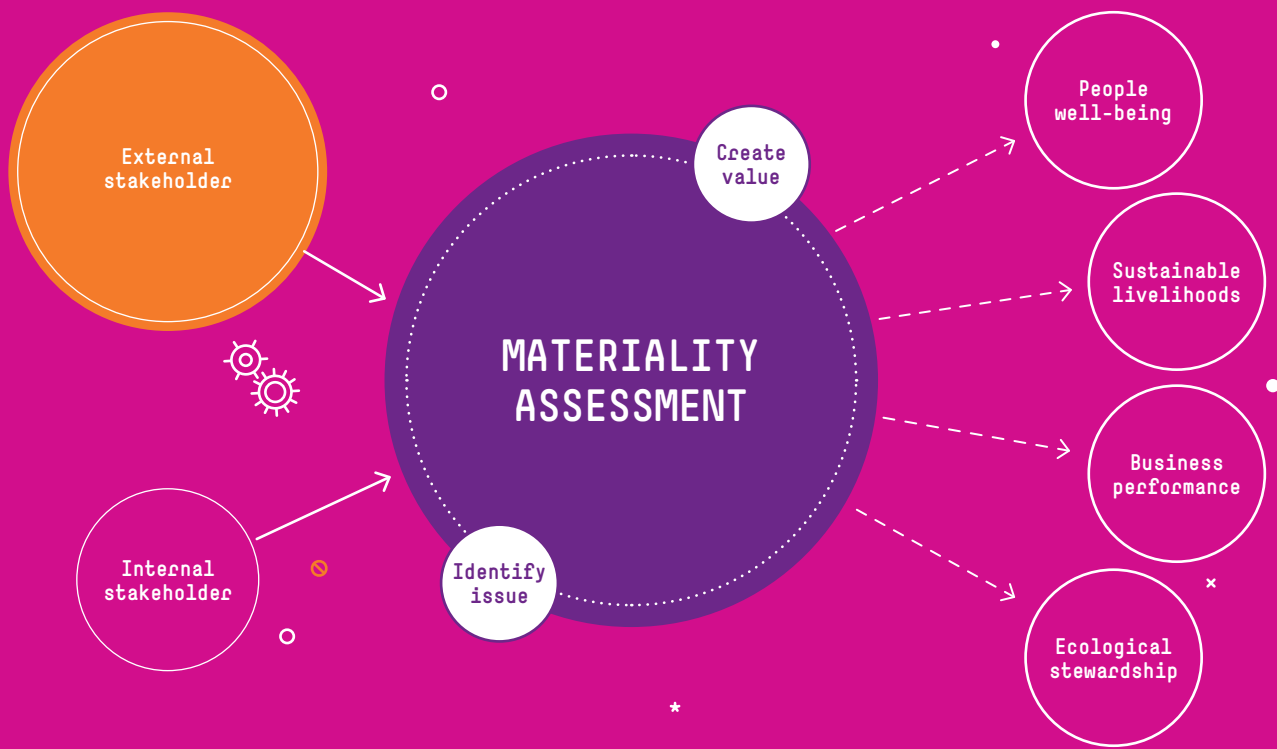 External
stakeholder
Internal
stakeholder
Create
value
MATERIALITY
ASSESSMENT
Identify
issue
People
well-being
Sustainable
livelihoods
Business
performance
Ecological
stewardship